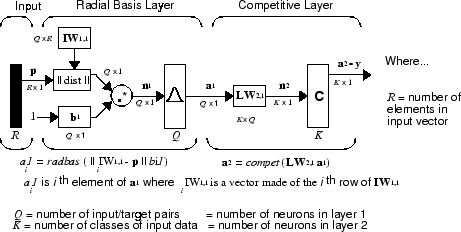 Input Radial Basis Layer Competitive Layer
Q×R IW1,1
p R×1 || dist || Q×1 .* n1 Q×1 a1 Q×1 LW2,1 n2 K×1 C a2 = y K×1 Where...
1 b1 Q×1 K×Q
R Q K
R = number of
elements in
input vector
ai1 = radbas ( || iIW1,1 - p || bi1) a2 = compet (LW2,1 a1)
ai1 is i th element of a1 where iIW1,1 is a vector made of the i th row of IW1,1
Q = number of input/target pairs = number of neurons in layer 1
K = number of classes of input data = number of neurons in layer 2